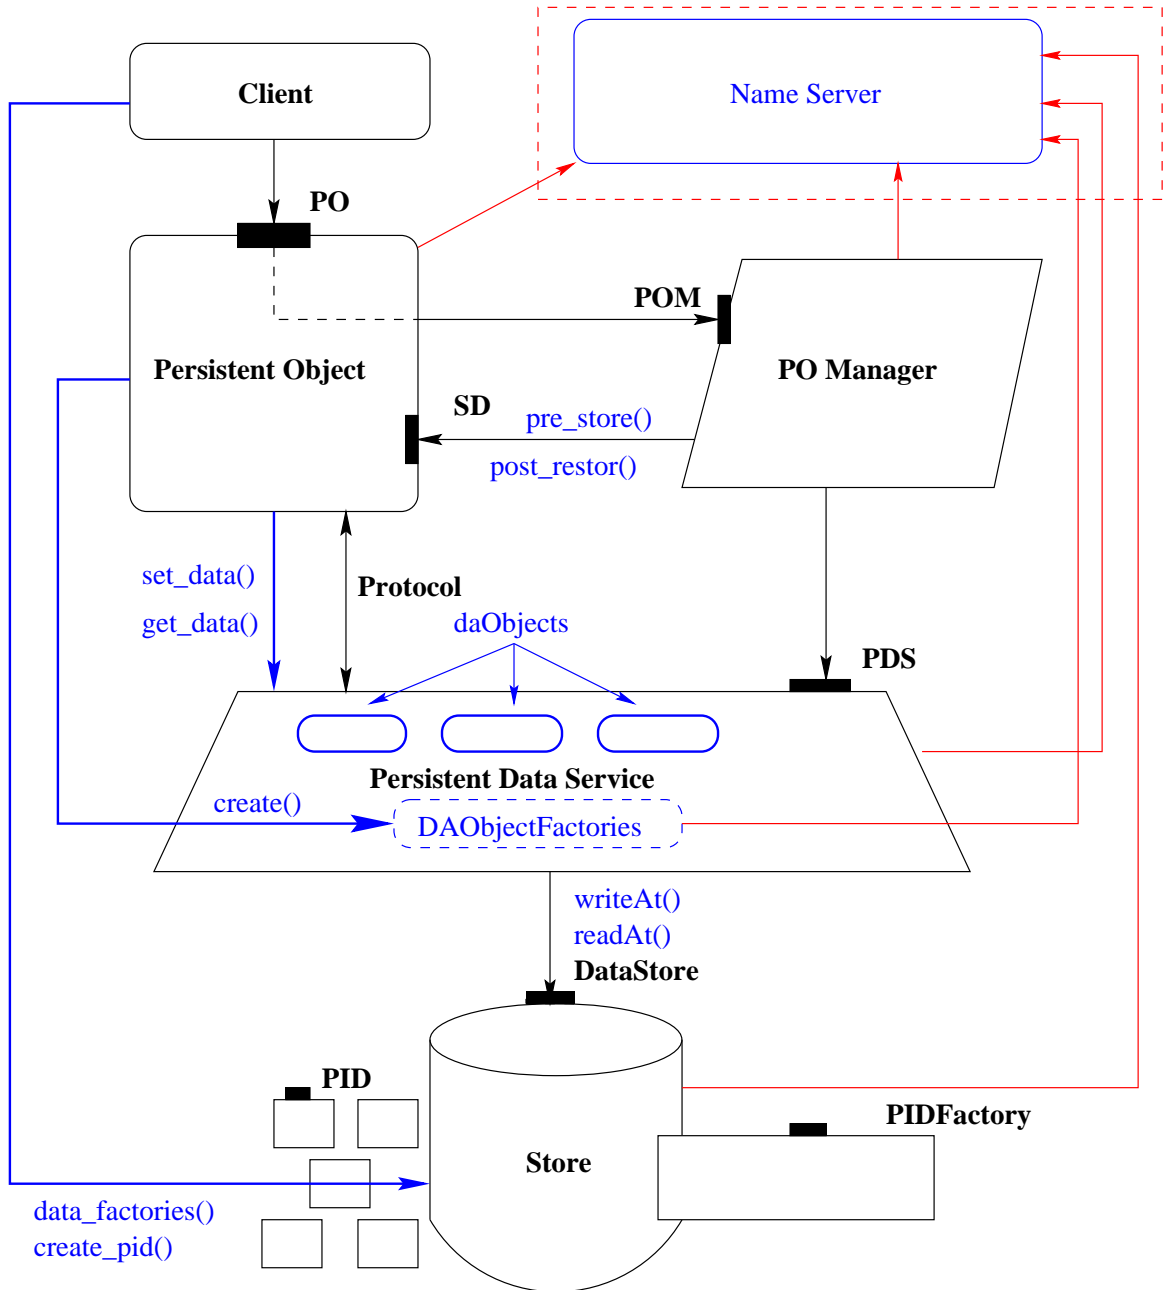 Client
Name Server
PO
POM
Persistent Object
PO Manager
SD
pre_store()
post_restor()
set_data()
Protocol
get_data()
daObjects
PDS
Persistent Data Service
create()
DAObjectFactories
writeAt()
readAt()
DataStore
PID
PIDFactory
Store
data_factories()
create_pid()